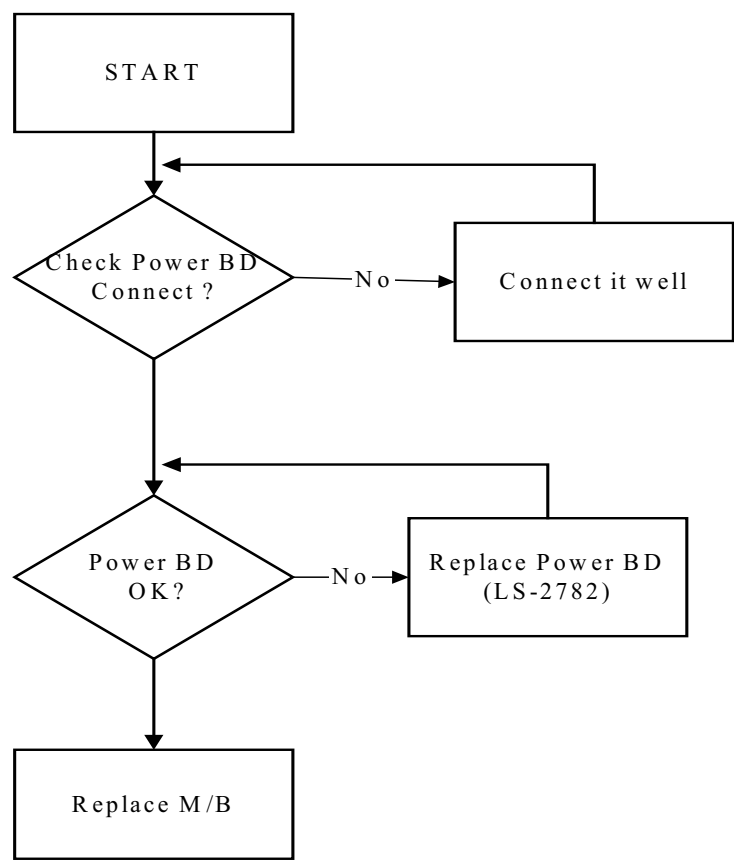 START
Check Power BD
Connect ?
No
Connect it well
Power BD
OK?
No
Replace Power BD
(LS-2782)
Replace M/B